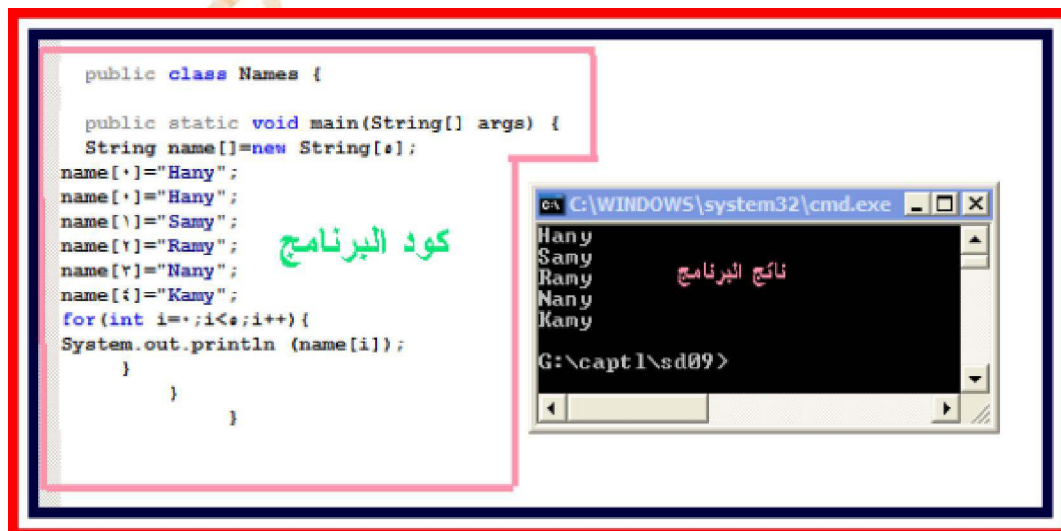 public class Names {
public static void main(String[] args) {
String name[]=new String[٥];
name[٠]="Hany";
name[٠]="Hany";
name[١]="Samy";
name[٢]="Ramy";
name[٣]="Nany";
name[٤]="Kamy";
for(int i=٠;i<٥;i++){
System.out.println (name[i]);
}
}
}
كود البرنامج
C:\WINDOWS\system32\cmd.exe
Hany
Samy
Ramy
Nany
Kamy
ناتج البرنامج
G:\capt1\sd09>